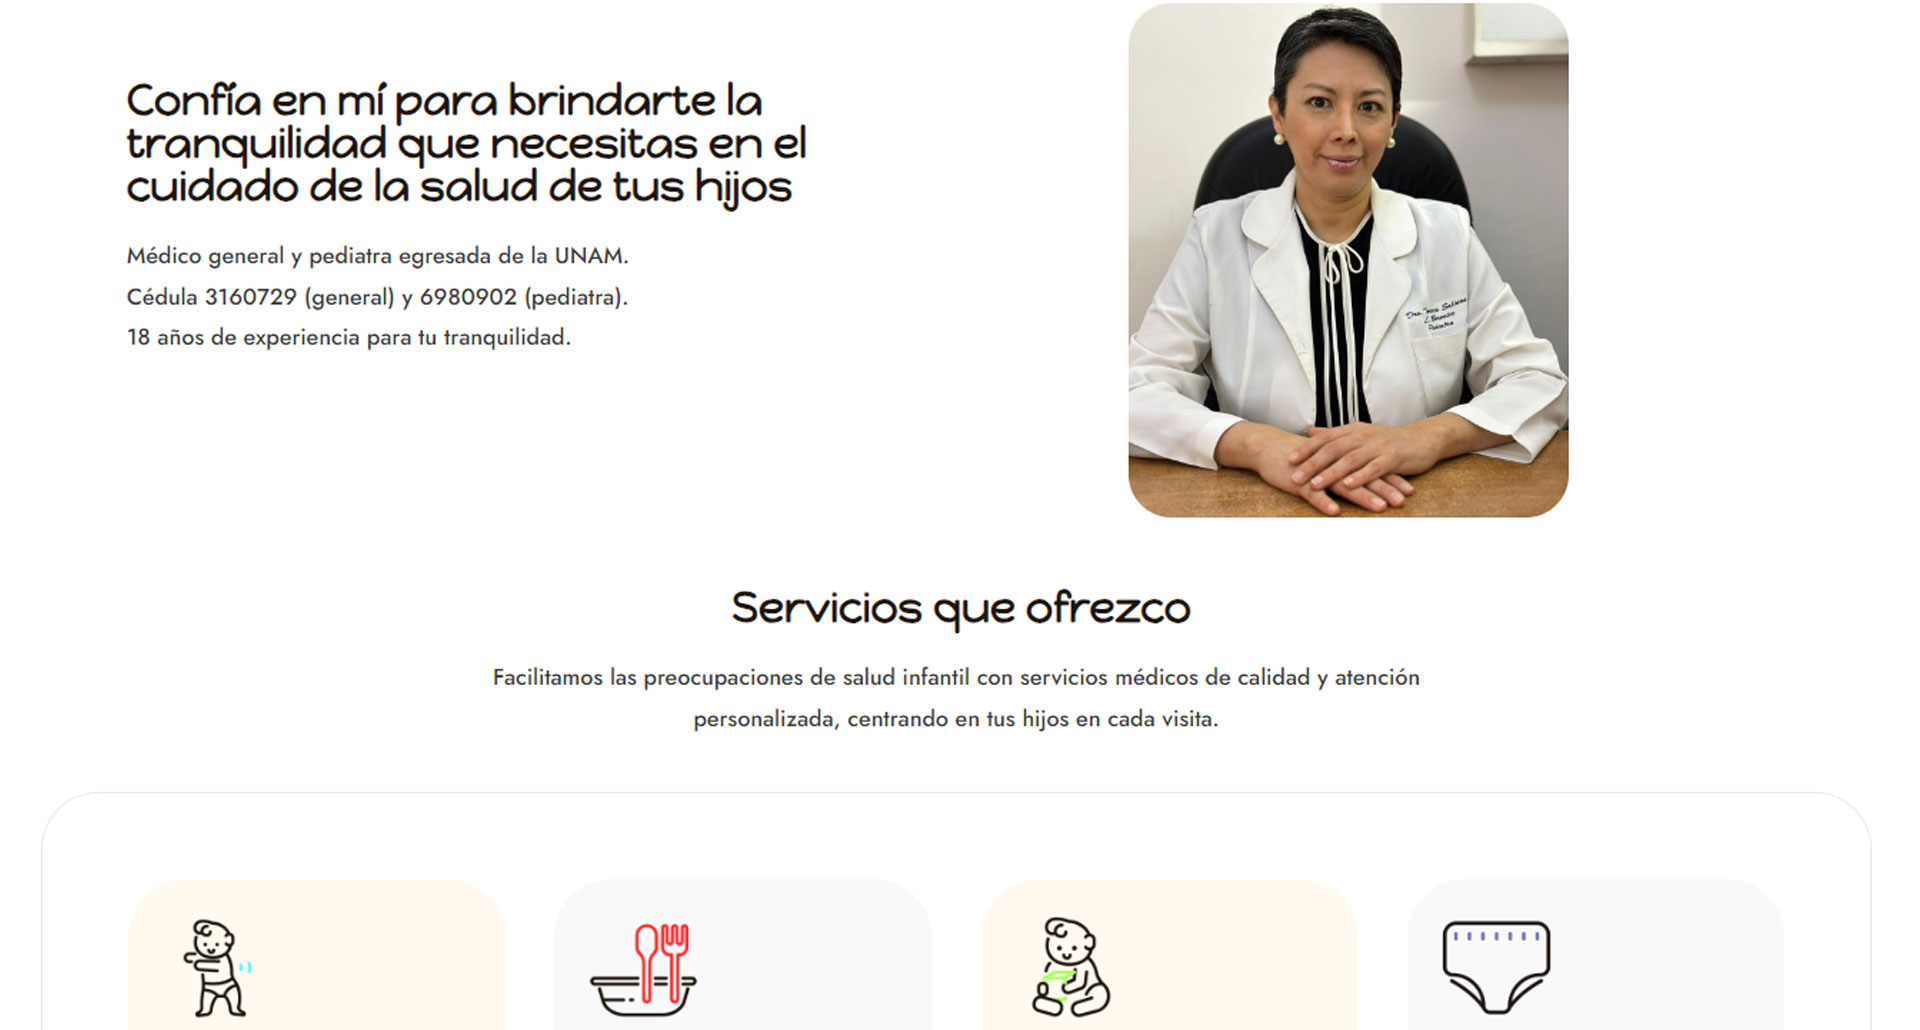 Confía en mí para brindarte la
tranquilidad que necesitas en el
cuidado de la salud de tus hijos
Médico general y pediatra egresada de la UNAM.
Cédula 3160729 (general) y 6980902 (pediatra).
18 años de experiencia para tu tranquilidad.
Dra.
Pediatra
Servicios que ofrezco
Facilitamos las preocupaciones de salud infantil con servicios médicos de calidad y atención
personalizada, centrando en tus hijos en cada visita.